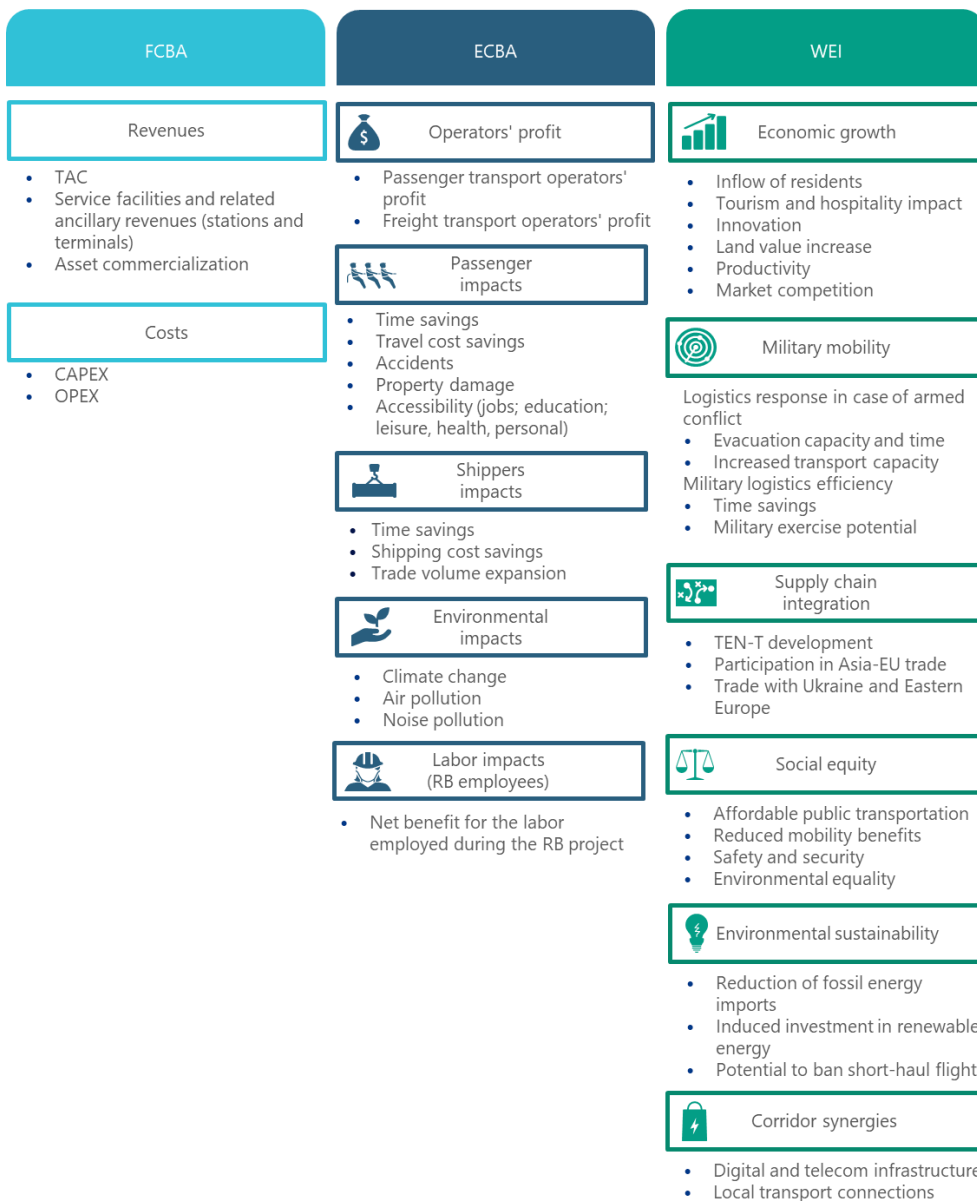 FCBA
Revenues
• TAC
• Service facilities and related
ancillary revenues (stations and
terminals)
• Asset commercialization
Costs
• CAPEX
• OPEX
ECBA
$
Operators' profit
• Passenger transport operators'
profit
• Freight transport operators' profit
Passenger
impacts
• Time savings
• Travel cost savings
• Accidents
• Property damage
• Accessibility (jobs; education;
leisure, health, personal)
Shippers
impacts
• Time savings
• Shipping cost savings
• Trade volume expansion
Environmental
impacts
• Climate change
• Air pollution
• Noise pollution
Labor impacts
(RB employees)
• Net benefit for the labor
employed during the RB project
WEI
Economic growth
• Inflow of residents
• Tourism and hospitality impact
• Innovation
• Land value increase
• Productivity
• Market competition
Military mobility
Logistics response in case of armed
conflict
• Evacuation capacity and time
• Increased transport capacity
Military logistics efficiency
• Time savings
• Military exercise potential
Supply chain
integration
• TEN-T development
• Participation in Asia-EU trade
• Trade with Ukraine and Eastern
Europe
Social equity
• Affordable public transportation
• Reduced mobility benefits
• Safety and security
• Environmental equality
Environmental sustainability
• Reduction of fossil energy
imports
• Induced investment in renewable
energy
• Potential to ban short-haul flight
Corridor synergies
• Digital and telecom infrastructure
• Local transport connections